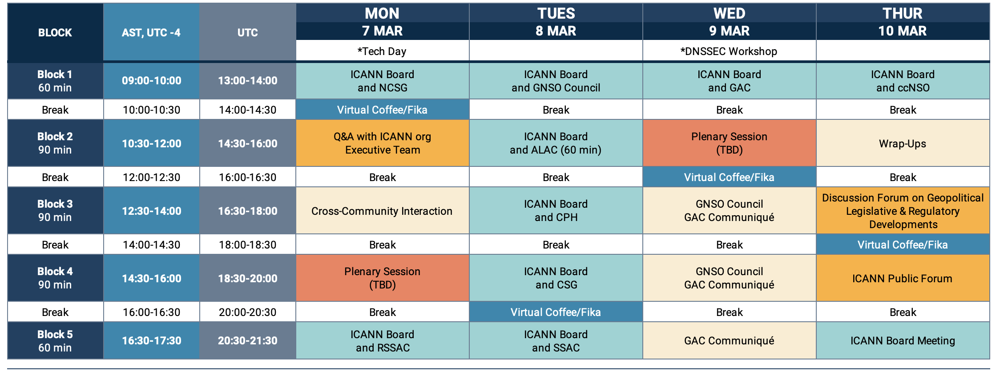 BLOCK
AST, UTC -4
UTC
MON
7 MAR
TUES
8 MAR
WED
9 MAR
THUR
10 MAR
*Tech Day
*DNSSEC Workshop
Block 1
60 min
09:00-10:00
13:00-14:00
ICANN Board
and NCSG
ICANN Board
and GNSO Council
ICANN Board
and GAC
ICANN Board
and ccNSO
Break
10:00-10:30
14:00-14:30
Virtual Coffee/Fika
Break
Break
Break
Block 2
90 min
10:30-12:00
14:30-16:00
Q&A with ICANN org
Executive Team
ICANN Board
and ALAC (60 min)
Plenary Session
(TBD)
Wrap-Ups
Break
12:00-12:30
16:00-16:30
Break
Break
Virtual Coffee/Fika
Break
Block 3
90 min
12:30-14:00
16:30-18:00
Cross-Community Interaction
ICANN Board
and CPH
GNSO Council
GAC Communiqué
Discussion Forum on Geopolitical
Legislative & Regulatory
Developments
Break
14:00-14:30
18:00-18:30
Break
Break
Break
Virtual Coffee/Fika
Block 4
90 min
14:30-16:00
18:30-20:00
Plenary Session
(TBD)
ICANN Board
and CSG
GNSO Council
GAC Communiqué
ICANN Public Forum
Break
16:00-16:30
20:00-20:30
Break
Virtual Coffee/Fika
Break
Break
Block 5
60 min
16:30-17:30
20:30-21:30
ICANN Board
and RSSAC
ICANN Board
and SSAC
GAC Communiqué
ICANN Board Meeting